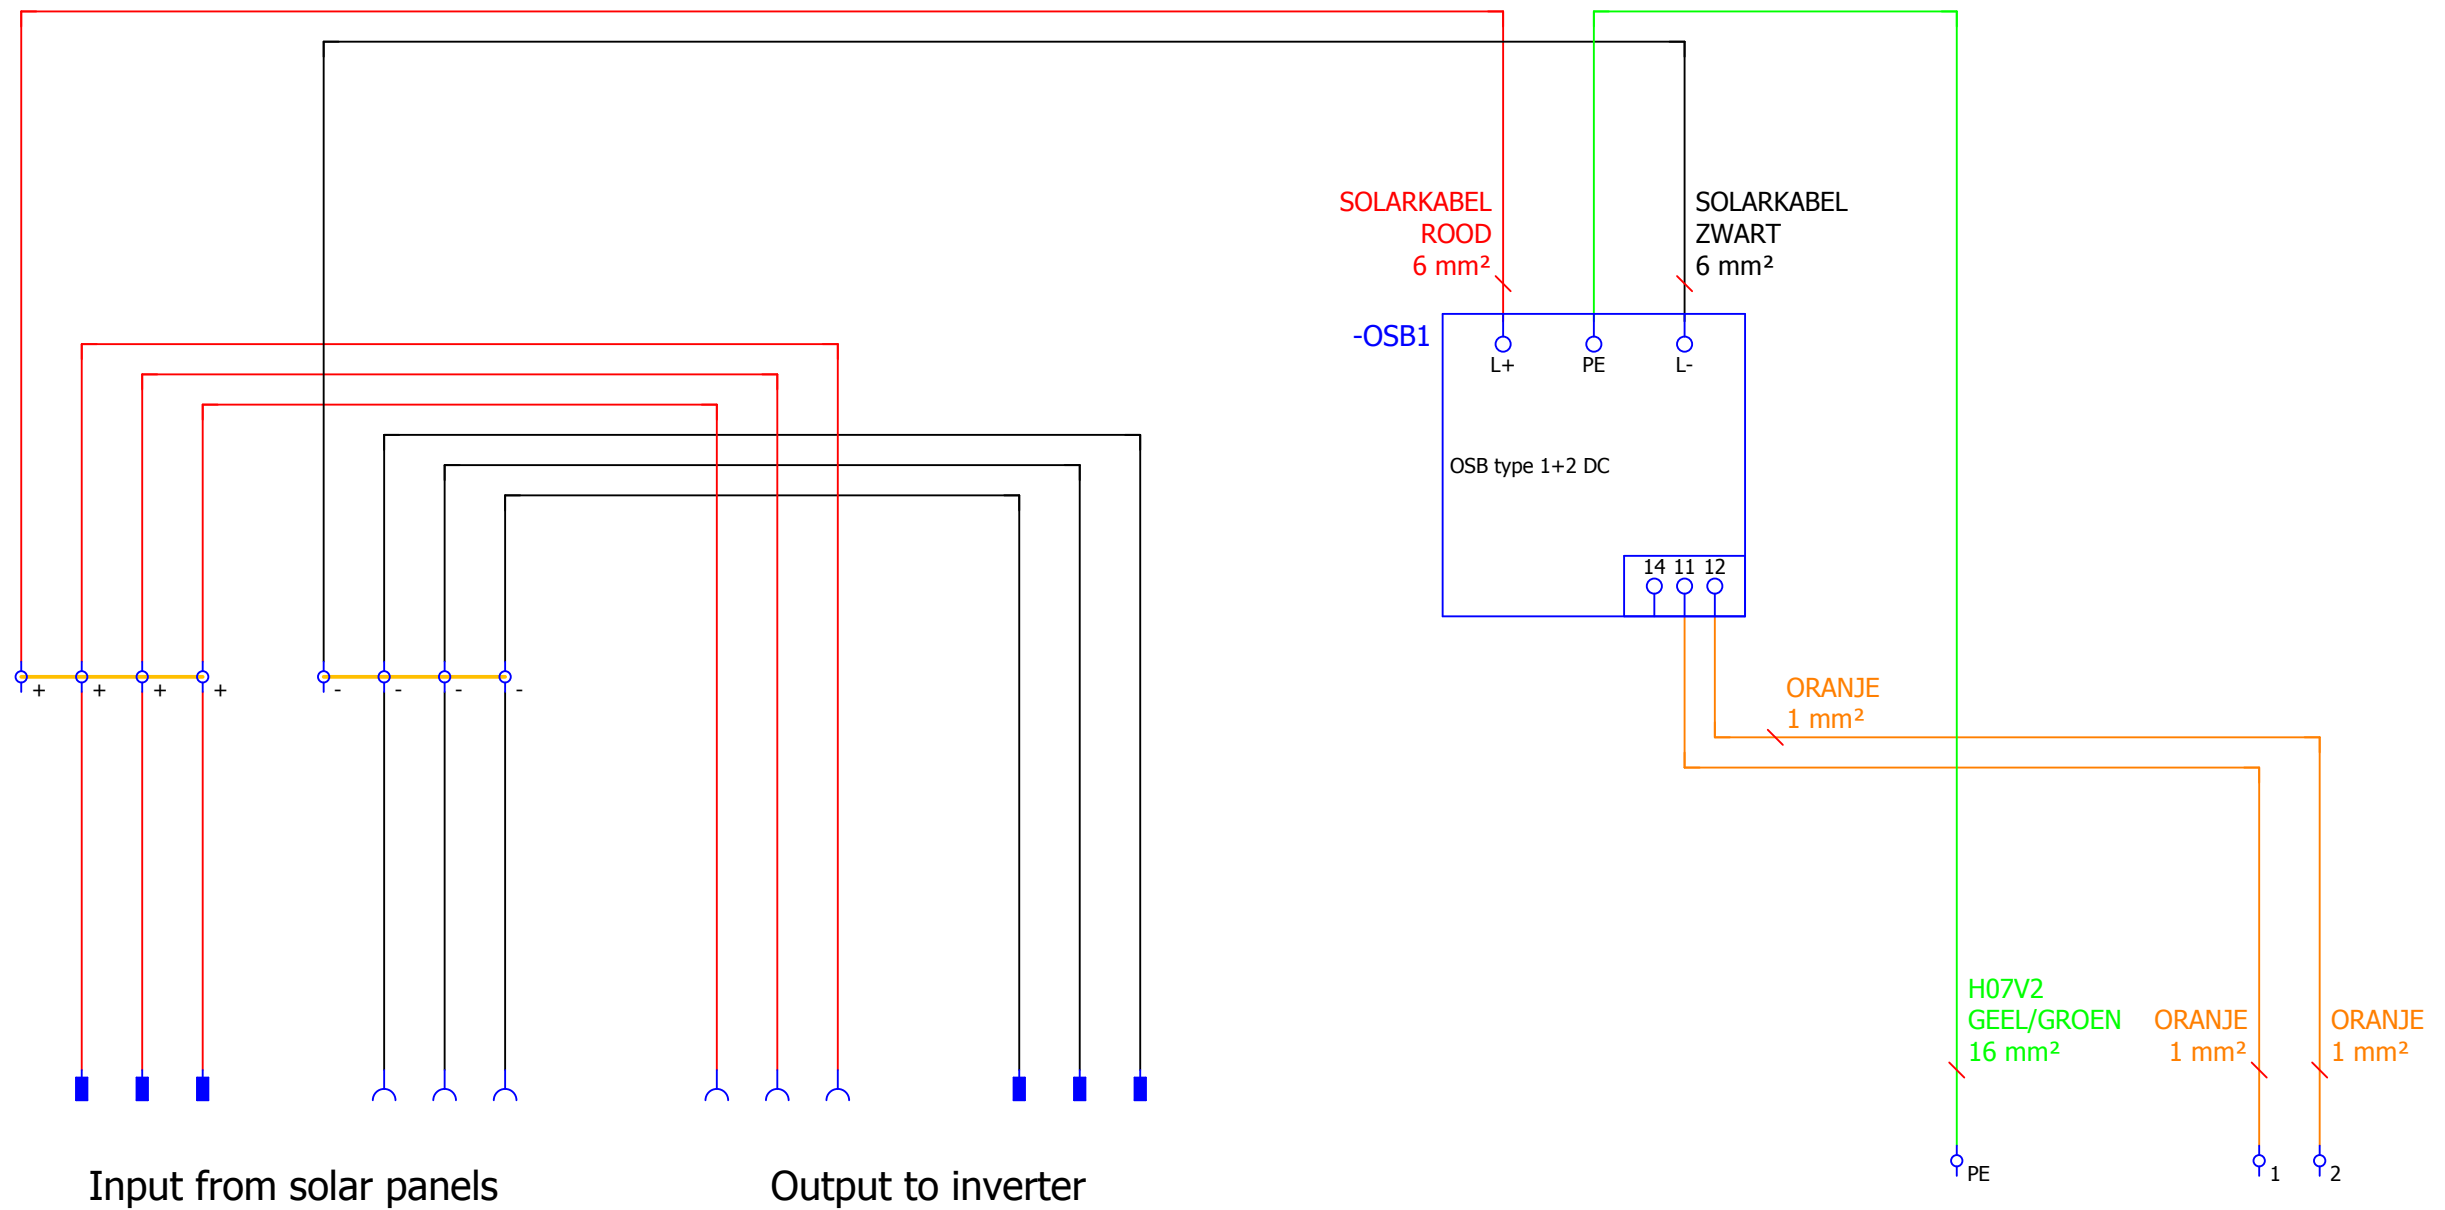 SOLARKABEL
ROOD
6 mm²
SOLARKABEL
ZWART
6 mm²
-OSB1
L+
PE
L-
OSB type 1+2 DC
14 11 12
+
+
+
+
-
-
-
-
ORANJE
1 mm²
H07V2
GEEL/GROEN
16 mm²
ORANJE
1 mm²
ORANJE
1 mm²
PE
1
2
Input from solar panels
Output to inverter